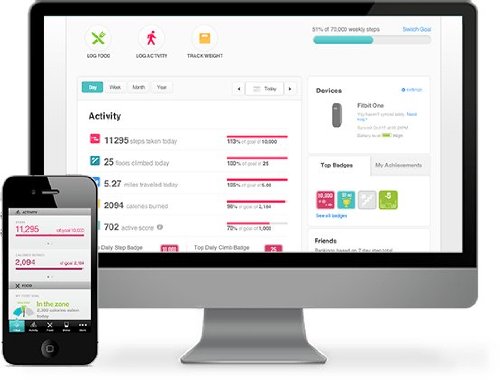 51% of 70,000 weekly steps
Switch Goal
LOG FOOD
LOG ACTIVITY
TRACK WEIGHT
Day
Week
Month
Year
Today
Activity
11295 steps taken today
113% of goal of 10,000
25 floors climbed today
100% of goal
25
5.27 miles traveled today
105% of goal of 5.00
2094 calories burned
96% of goal of 2,184
702 active score
70% of goal of 1,000
Top Daily Step Badge
Top Daily Climb Badge
25
Devices
settings
Fitbit One
Top Badges
My Achievements
See all badges
Friends
ACTIVITY
11,295
of goal 10,000
CALORIES BURNED
2,094
of goal 2,184
FOOD
In the zone